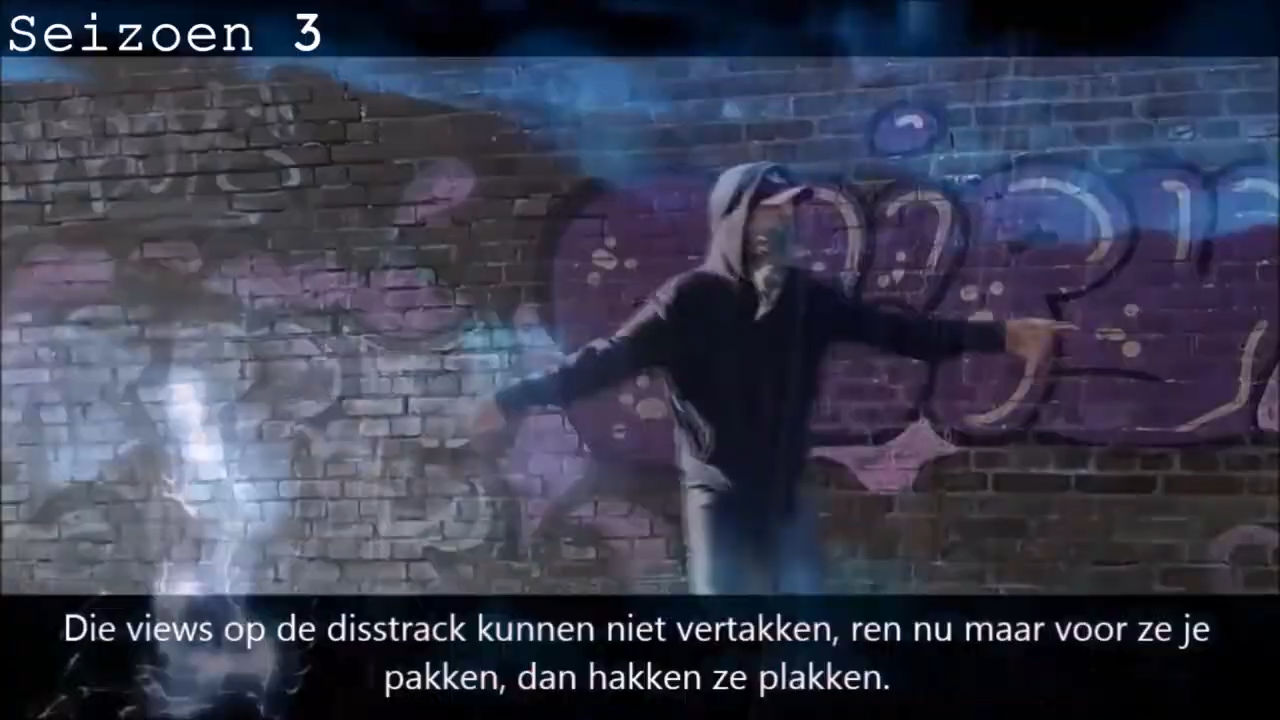 Seizoen 3
Die views op de disstrack kunnen niet vertakken, ren nu maar voor ze je
pakken, dan hakken ze plakken.